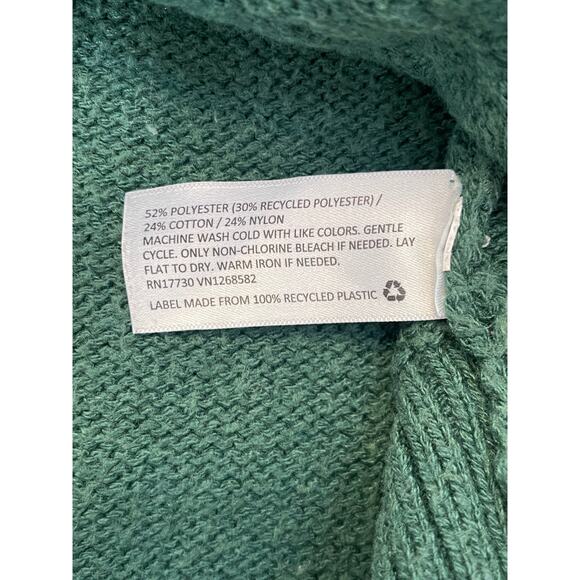 52% POLYESTER (30% RECYCLED POLYESTER) /
24% COTTON / 24% NYLON
MACHINE WASH COLD WITH LIKE COLORS. GENTLE
CYCLE. ONLY NON-CHLORINE BLEACH IF NEEDED. LAY
FLAT TO DRY. WARM IRON IF NEEDED.
RN17730 VN1268582
LABEL MADE FROM 100% RECYCLED PLASTIC